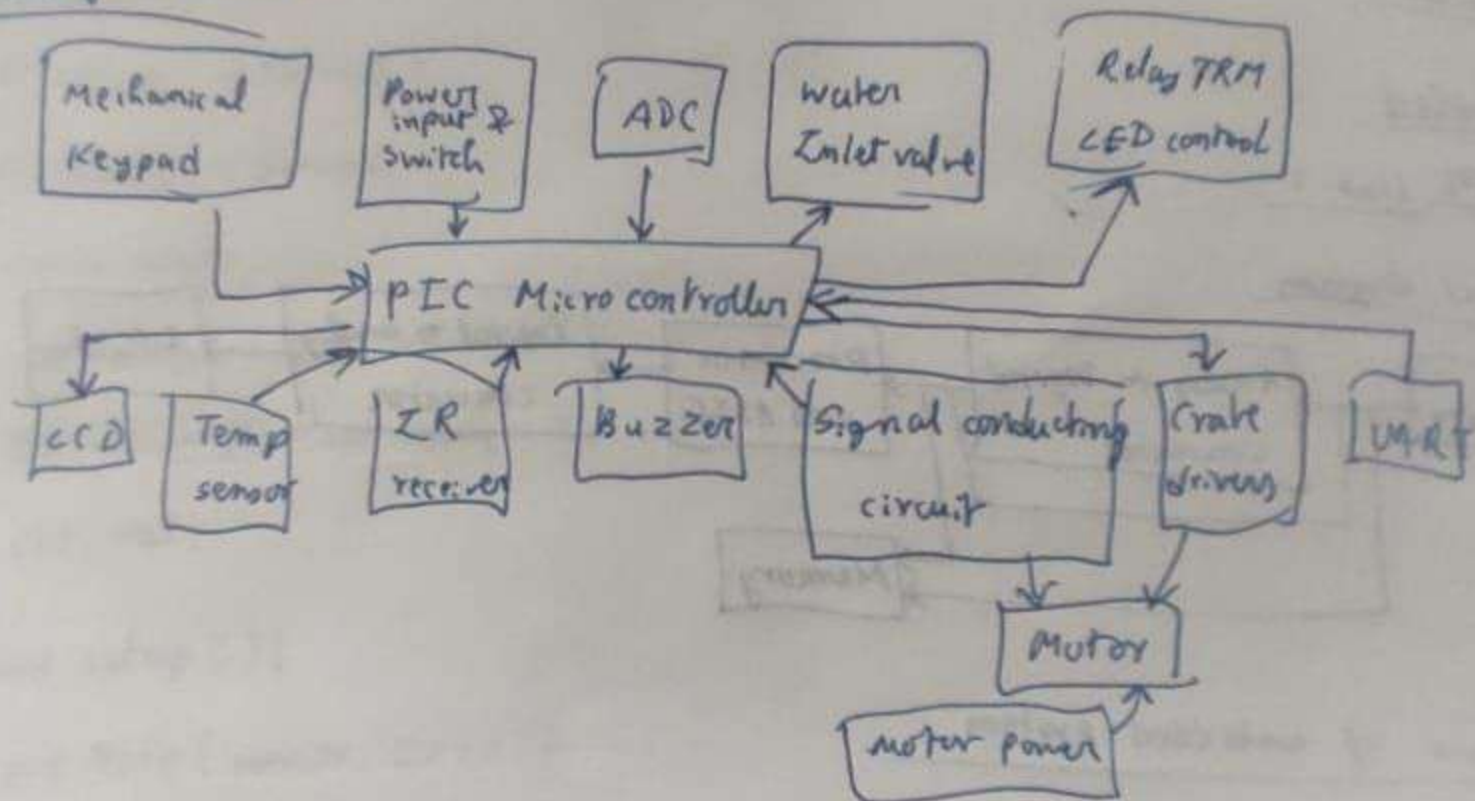 Mechanical
Keypad
Power
input &
switch
ADC
water
Inlet valve
Relay TRM
LED control
PIC Micro controller
LCD
Temp
sensor
IR
receiver
Buzzer
Signal conducting
circuit
Crate
drivers
UART
Motor
motor power